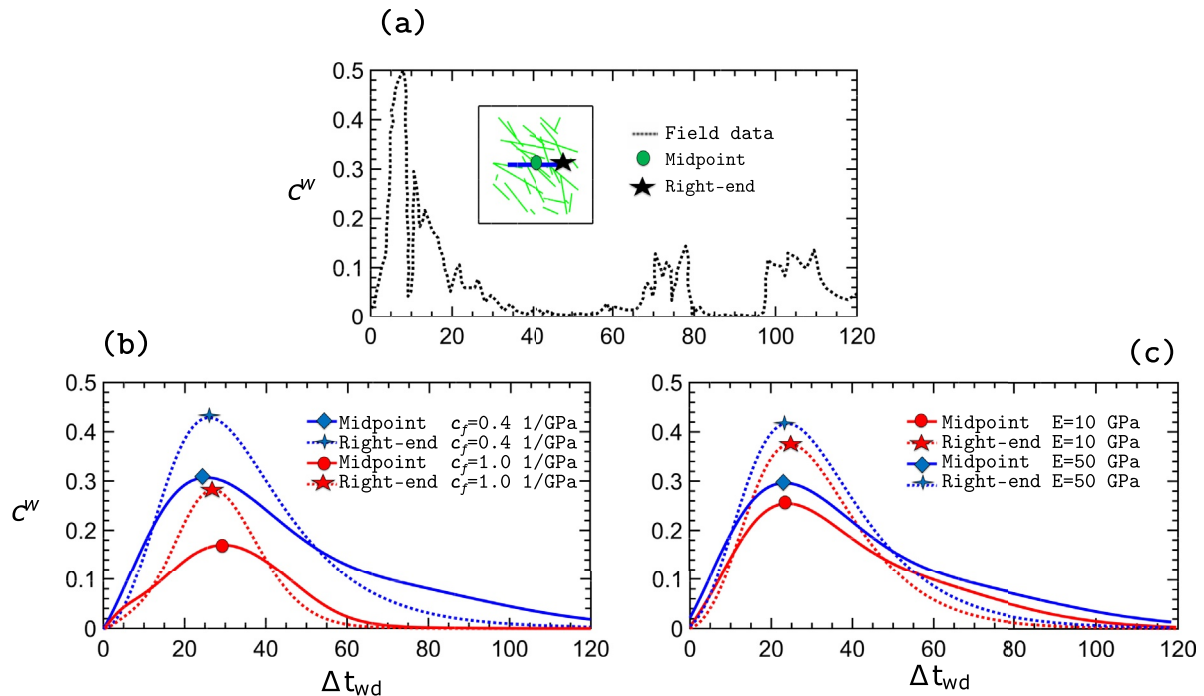 (a)
0.5
0.4
0.3
0.2
0.1
0
C^w
Field data
Midpoint
Right-end
0 20 40 60 80 100 120
(b)
0.5
0.4
0.3
0.2
0.1
0
C^w
Midpoint c_f=0.4 1/GPa
Right-end c_f=0.4 1/GPa
Midpoint c_f=1.0 1/GPa
Right-end c_f=1.0 1/GPa
0 20 40 60 80 100 120
Δt_wd
(c)
0.5
0.4
0.3
0.2
0.1
0
Midpoint E=10 GPa
Right-end E=10 GPa
Midpoint E=50 GPa
Right-end E=50 GPa
0 20 40 60 80 100 120
Δt_wd